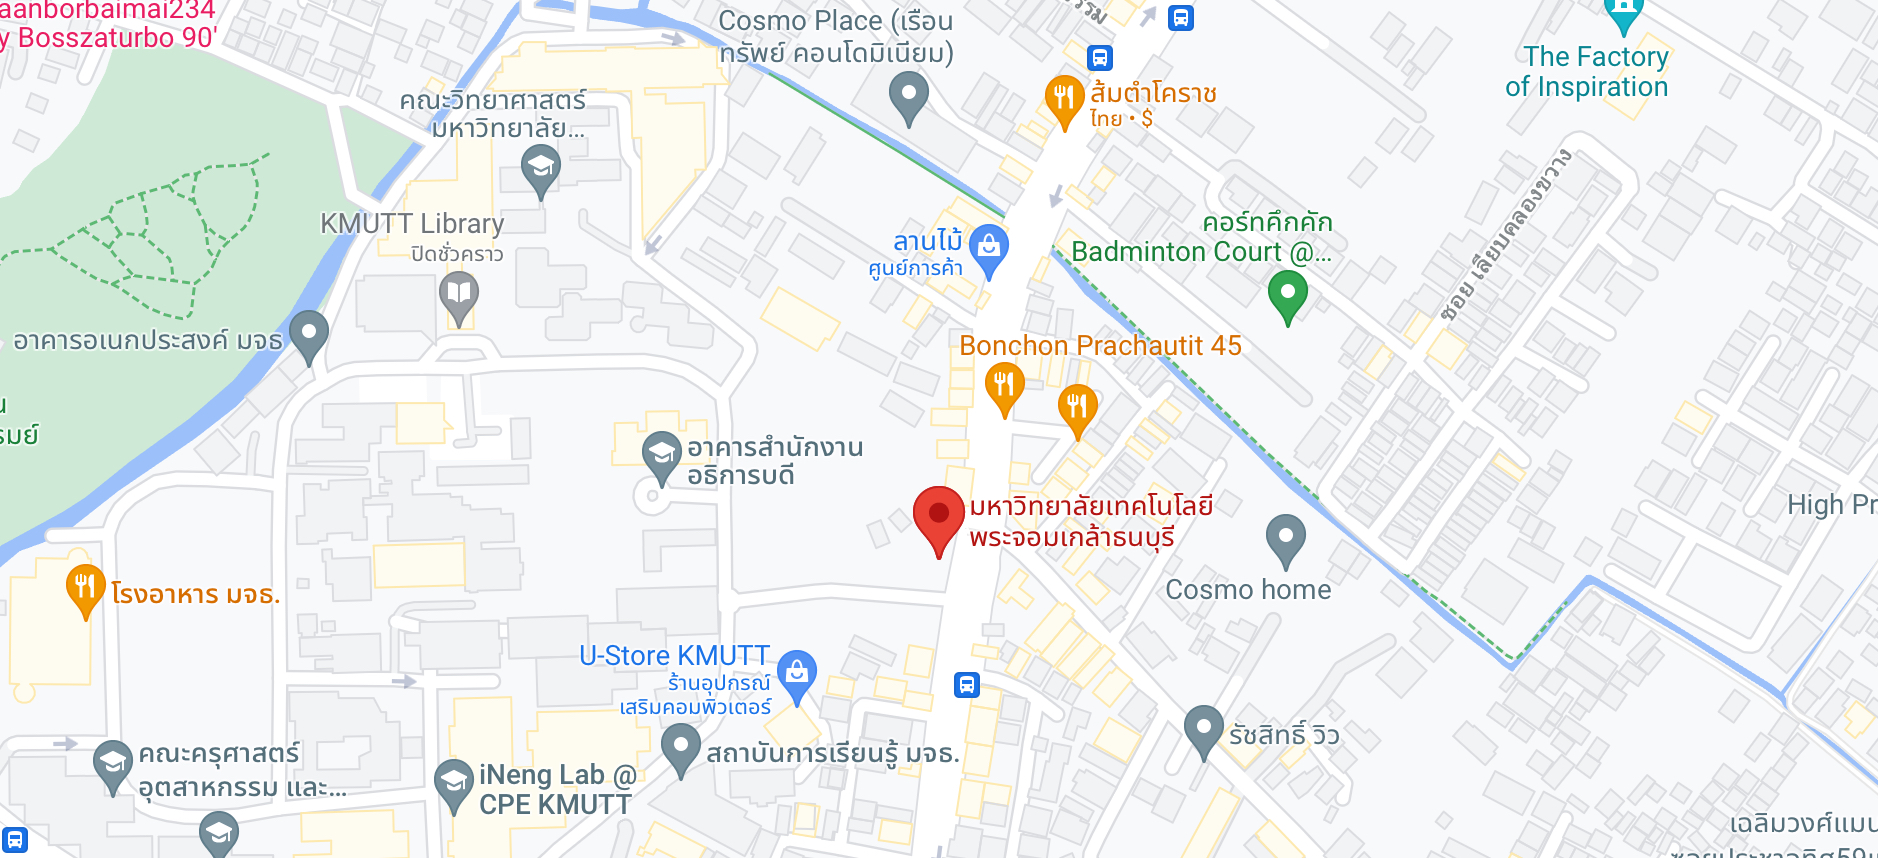 aanborbaimai234
y Bosszaturbo 90'
Cosmo Place (เรือน
ทรัพย์ คอนโดมิเนียม)
The Factory
of Inspiration
ส้มตำโคราช
ไทย • $
คณะวิทยาศาสตร์
มหาวิทยาลัย...
KMUTT Library
ปิดชั่วคราว
ลานไม้
ศูนย์การค้า
คอร์ทคึกคัก
Badminton Court @...
ซอย เลียบคลองขวาง
อาคารอเนกประสงค์ มจธ
Bonchon Prachautit 45
รมย์
อาคารสำนักงาน
อธิการบดี
มหาวิทยาลัยเทคโนโลยี
พระจอมเกล้าธนบุรี
High Pr
Cosmo home
โรงอาหาร มจธ.
U-Store KMUTT
ร้านอุปกรณ์
เสริมคอมพิวเตอร์
สถาบันการเรียนรู้ มจธ.
รัชสิทธิ์ วิว
คณะครุศาสตร์
อุตสาหกรรม และ...
iNeng Lab @
CPE KMUTT
เฉลิมวงศ์แมน